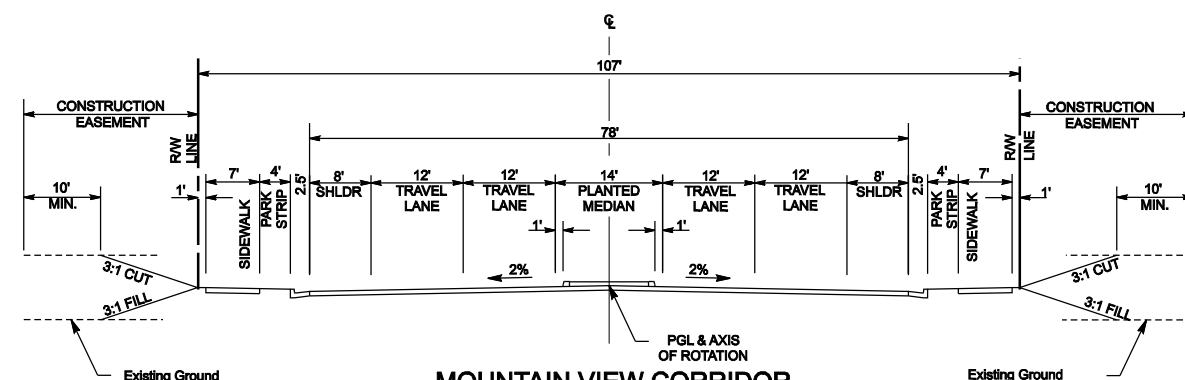 ℄
107'
CONSTRUCTION
EASEMENT
CONSTRUCTION
EASEMENT
R/W
LINE
R/W
LINE
78'
7'
4'
2.5'
8'
SHLDR
12'
TRAVEL
LANE
12'
TRAVEL
LANE
14'
PLANTED
MEDIAN
12'
TRAVEL
LANE
12'
TRAVEL
LANE
8'
SHLDR
2.5'
4'
7'
10'
MIN.
1'
SIDEWALK
PARK
STRIP
1'
1'
PARK
STRIP
SIDEWALK
1'
10'
MIN.
2%
2%
3:1 CUT
3:1 FILL
3:1 CUT
3:1 FILL
PGL & AXIS
OF ROTATION
Existing Ground
MOUNTAIN VIEW CORRIDOR
Existing Ground